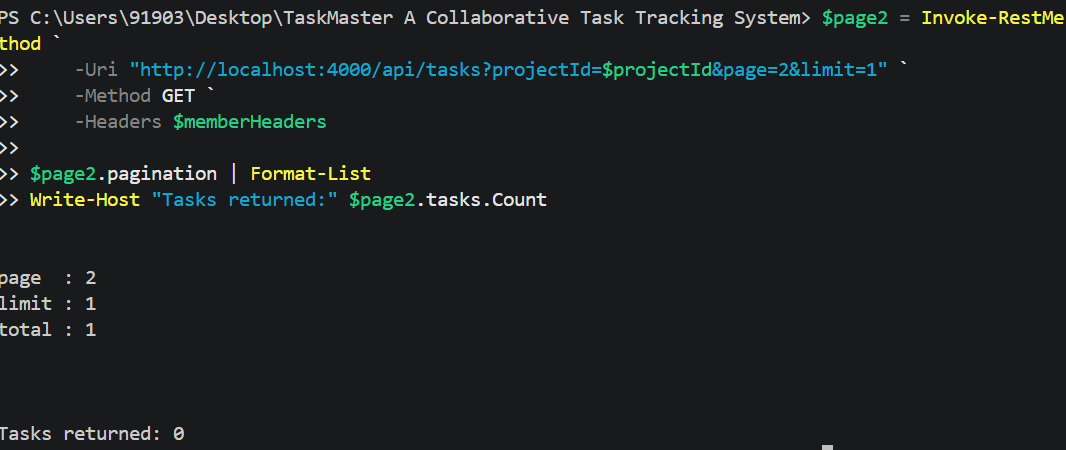 PS C:\Users\91903\Desktop\TaskMaster A Collaborative Task Tracking System> $page2 = Invoke-RestMe
thod `
>>     -Uri "http://localhost:4000/api/tasks?projectId=$projectId&page=2&limit=1" `
>>     -Method GET `
>>     -Headers $memberHeaders
>>
>> $page2.pagination | Format-List
>> Write-Host "Tasks returned:" $page2.tasks.Count
page  : 2
limit : 1
total : 1
Tasks returned: 0